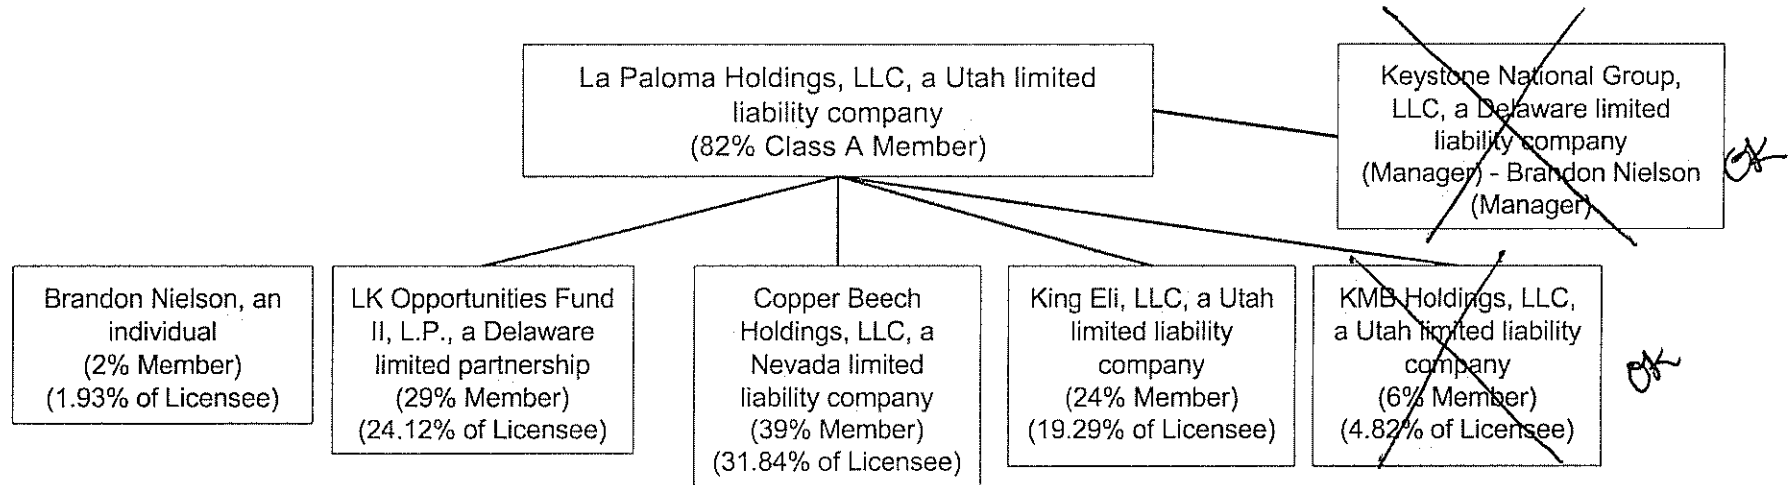 La Paloma Holdings, LLC, a Utah limited
liability company
(82% Class A Member)
Keystone National Group,
LLC, a Delaware limited
liability company
(Manager) - Brandon Nielson
(Manager)
OK
Brandon Nielson, an
individual
(2% Member)
(1.93% of Licensee)
LK Opportunities Fund
II, L.P., a Delaware
limited partnership
(29% Member)
(24.12% of Licensee)
Copper Beech
Holdings, LLC, a
Nevada limited
liability company
(39% Member)
(31.84% of Licensee)
King Eli, LLC, a Utah
limited liability
company
(24% Member)
(19.29% of Licensee)
KMB Holdings, LLC,
a Utah limited liability
company
(6% Member)
(4.82% of Licensee)
OK